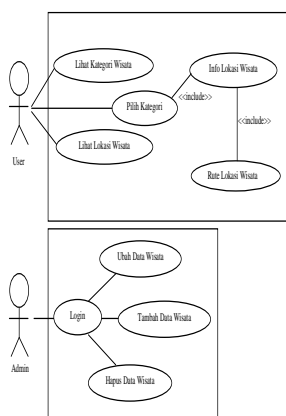 Lihat Kategori Wisata
Info Lokasi Wisata
Pilih Kategori
<<include>>
<<include>>
User
Lihat Lokasi Wisata
Rute Lokasi Wisata
Ubah Data Wisata
Login
Tambah Data Wisata
Admin
Hapus Data Wisata